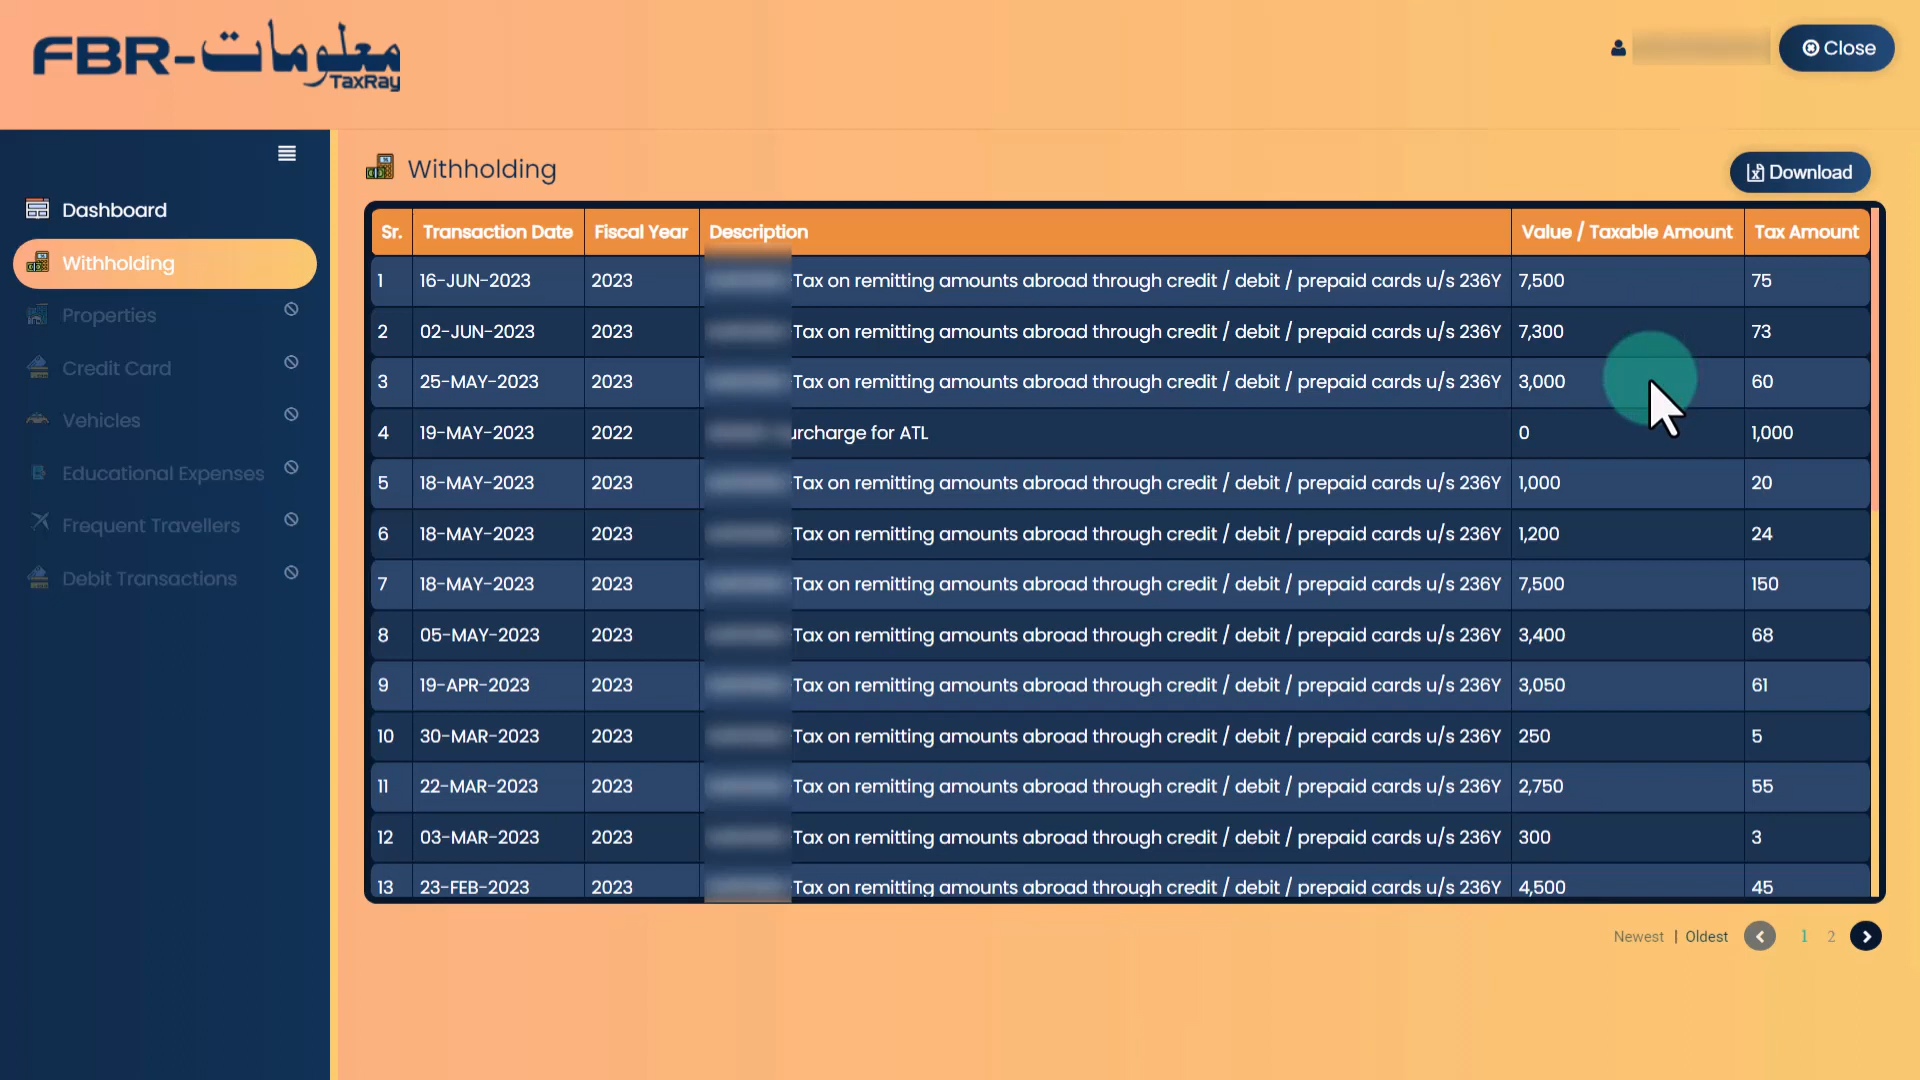 FBR-معلومات
TaxRay
Close
Dashboard
Withholding
Properties
Credit Card
Vehicles
Educational Expenses
Frequent Travellers
Debit Transactions
Withholding
Download
Sr. Transaction Date Fiscal Year Description Value / Taxable Amount Tax Amount
1 16-JUN-2023 2023 Tax on remitting amounts abroad through credit / debit / prepaid cards u/s 236Y 7,500 75
2 02-JUN-2023 2023 Tax on remitting amounts abroad through credit / debit / prepaid cards u/s 236Y 7,300 73
3 25-MAY-2023 2023 Tax on remitting amounts abroad through credit / debit / prepaid cards u/s 236Y 3,000 60
4 19-MAY-2023 2022 urcharge for ATL 0 1,000
5 18-MAY-2023 2023 Tax on remitting amounts abroad through credit / debit / prepaid cards u/s 236Y 1,000 20
6 18-MAY-2023 2023 Tax on remitting amounts abroad through credit / debit / prepaid cards u/s 236Y 1,200 24
7 18-MAY-2023 2023 Tax on remitting amounts abroad through credit / debit / prepaid cards u/s 236Y 7,500 150
8 05-MAY-2023 2023 Tax on remitting amounts abroad through credit / debit / prepaid cards u/s 236Y 3,400 68
9 19-APR-2023 2023 Tax on remitting amounts abroad through credit / debit / prepaid cards u/s 236Y 3,050 61
10 30-MAR-2023 2023 Tax on remitting amounts abroad through credit / debit / prepaid cards u/s 236Y 250 5
11 22-MAR-2023 2023 Tax on remitting amounts abroad through credit / debit / prepaid cards u/s 236Y 2,750 55
12 03-MAR-2023 2023 Tax on remitting amounts abroad through credit / debit / prepaid cards u/s 236Y 300 3
13 23-FEB-2023 2023 Tax on remitting amounts abroad through credit / debit / prepaid cards u/s 236Y 4,500 45
Newest | Oldest 1 2